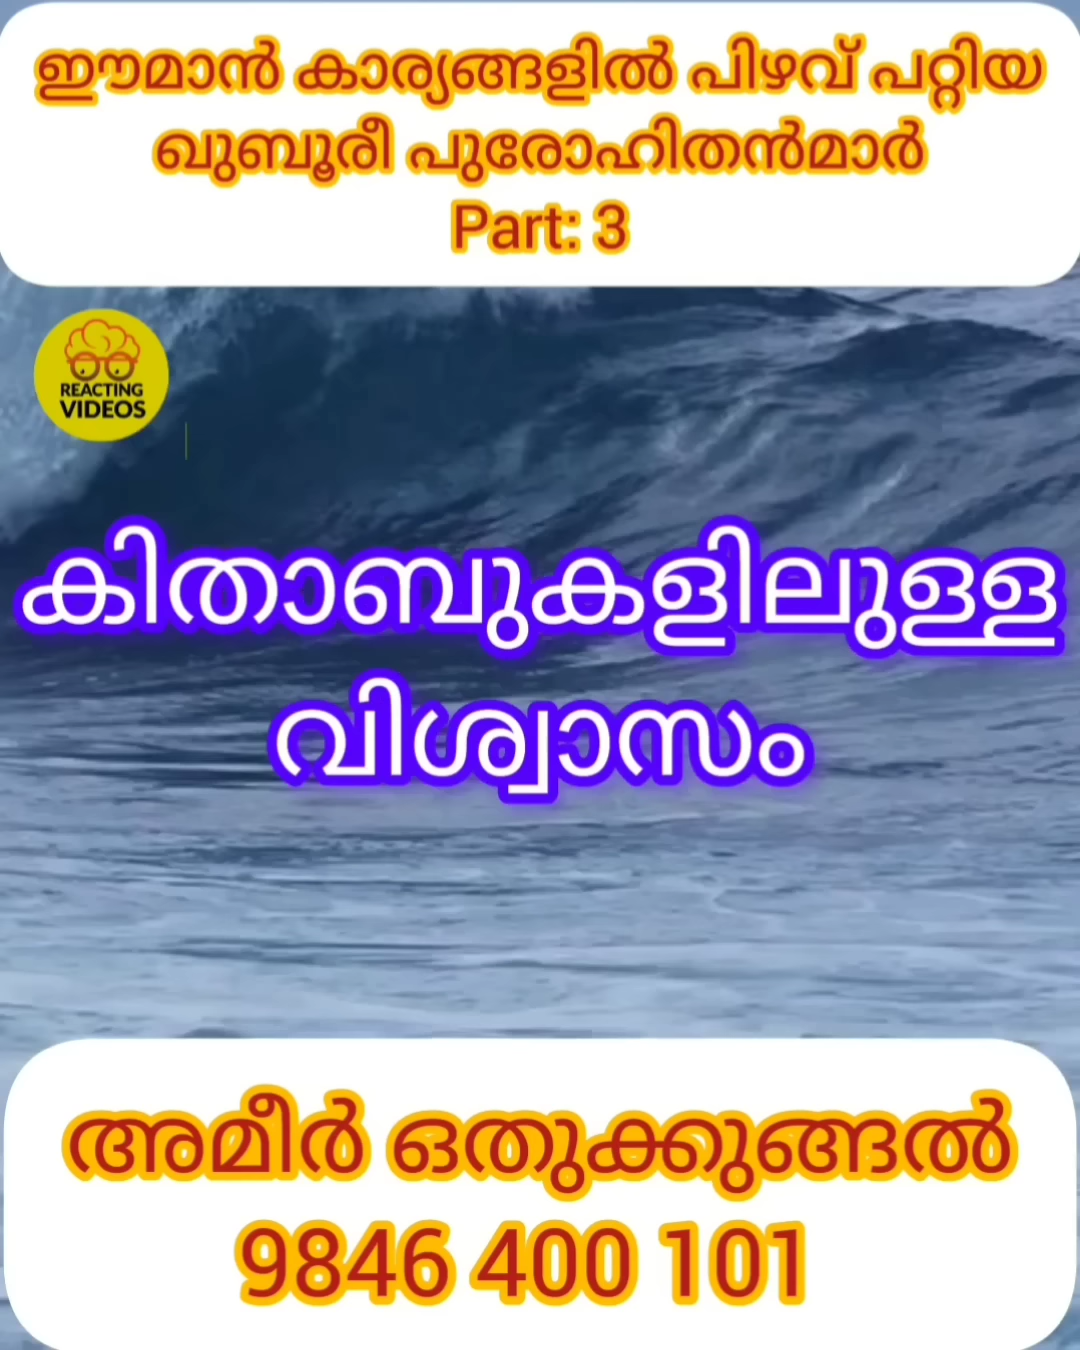 ഈമാൻ കാര്യങ്ങളിൽ പിഴവ് പറ്റിയ
ഖുബൂരീ പുരോഹിതൻമാർ
Part: 3
REACTING
VIDEOS
കിതാബുകളിലുള്ള
വിശ്വാസം
അമീർ ഒതുക്കുങ്ങൽ
9846 400 101